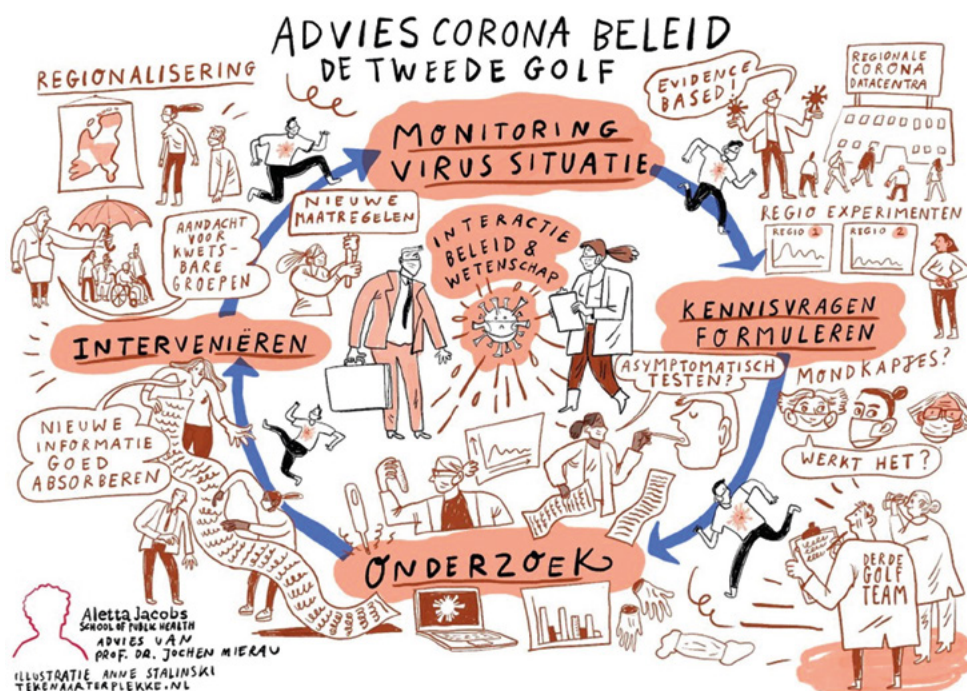 ADVIES CORONA BELEID
DE TWEEDE GOLF
REGIONALISERING
MONITORING
VIRUS SITUATIE
EVIDENCE
BASED!
REGIONALE
CORONA
DATACENTRA
NIEUWE
MAATREGELEN
AANDACHT
VOOR
KWETS-
BARE
GROEPEN
INTERACTIE
BELEID &
WETENSCHAP
REGIO EXPERIMENTEN
REGIO 1
REGIO 2
INTERVENIËREN
KENNISVRAGEN
FORMULEREN
ASYMPTOMATISCH
TESTEN?
MONDKAPJES?
WERKT HET?
NIEUWE
INFORMATIE
GOED
ABSORBEREN
ONDERZOEK
DERDE
GOLF
TEAM
Aletta Jacobs
SCHOOL OF PUBLIC HEALTH
ADVIES VAN
PROF. DR. JOCHEN MIERAU
ILLUSTRATIE ANNE STALINSKI
TEKENAARTERPLEKKE.NL